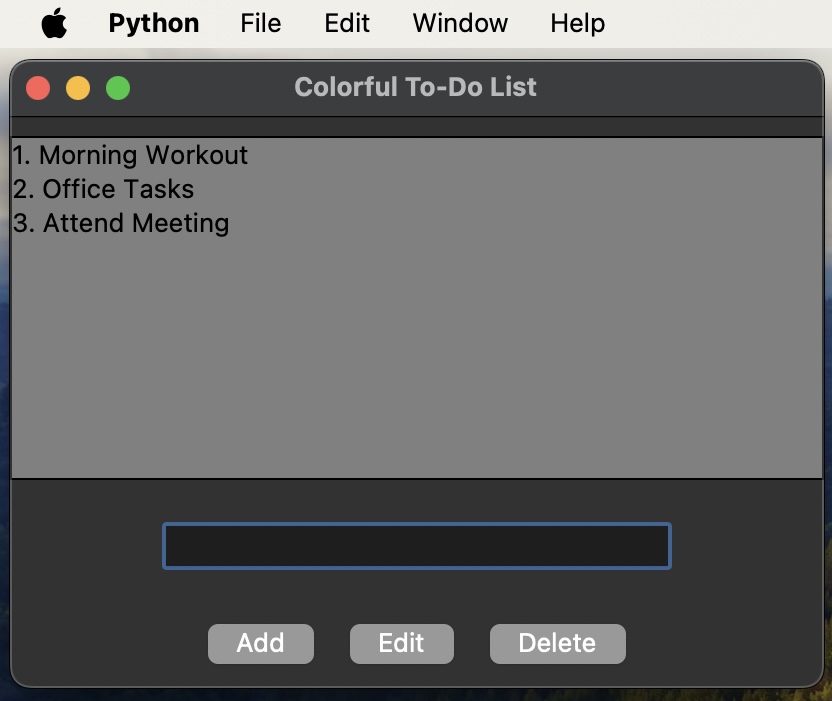 Python File Edit Window Help
Colorful To-Do List
1. Morning Workout
2. Office Tasks
3. Attend Meeting
Add Edit Delete